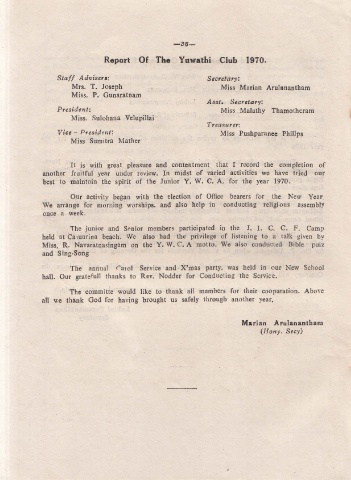 —36—
Report Of The Yuwathi Club 1970.
Staff Advisers:
Mrs. T. Joseph
Miss. P. Gunaratnam
President:
Miss. Sulohana Velupillai
Vice - President:
Miss Sumitra Mather
Secretary:
Miss Marian Arulanantham
Asst. Secretary:
Miss Malathy Thamotheram
Treasurer:
Miss Pushparanee Philips
It is with great pleasure and contentment that I record the completion of
another fruitful year under review. In midst of varied activities we have tried our
best to maintain the spirit of the Junior Y. W. C. A. for the year 1970.
Our activity began with the election of Office bearers for the New Year
We arrange for morning worships, and also help in conducting religious assembly
once a week.
The junior and Senior members participated in the J. I. C. C. F. Camp
held at Casuarina beach. We also had the privilege of listening to a talk given by
Miss, R. Navaratnasingam on the Y. W. C. A motto. We also conducted Bible quiz
and Sing-Song
The annual Carol Service and X'mas party, was held in our New School
hall. Our gratefull thanks to Rev. Nodder for Conducting the Service.
The committe would like to thank all members for their cooparation. Above
all we thank God for having brought us safely through another year,
Marian Arulanantham
(Hony. Secy)